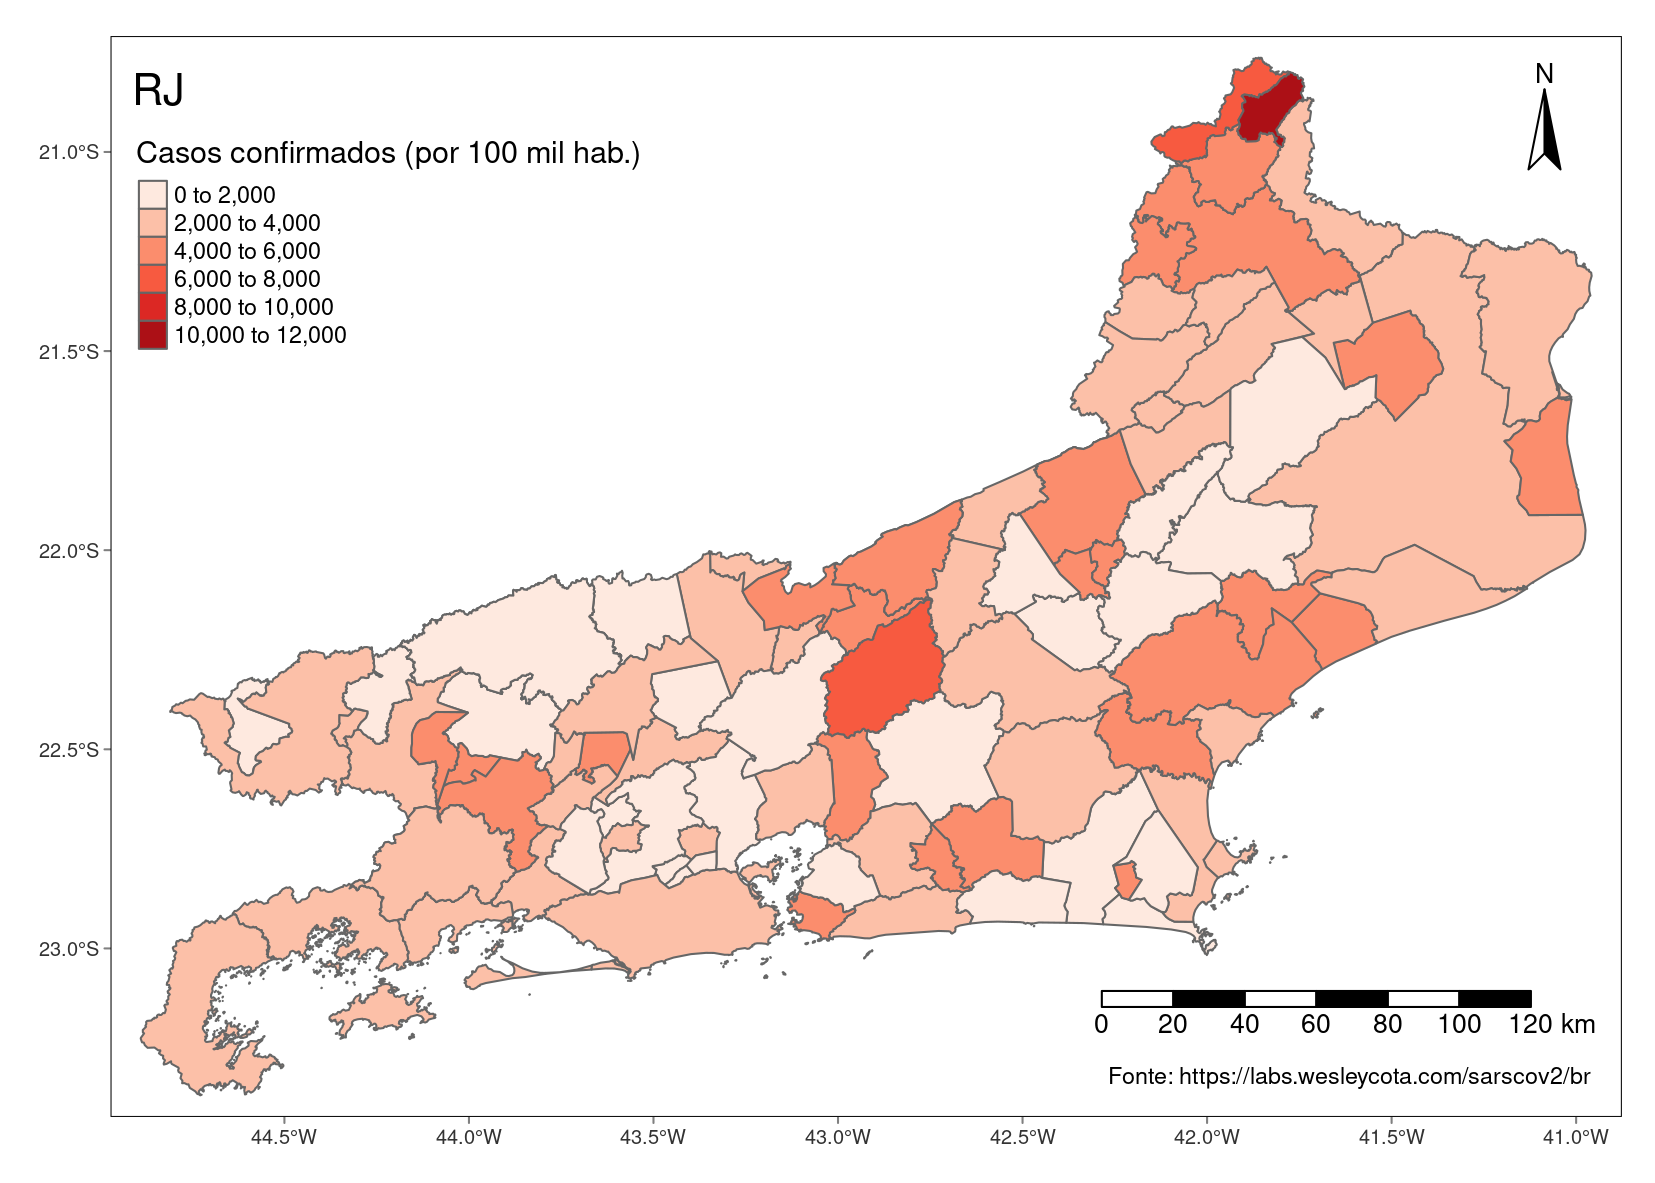 RJ
N
Casos confirmados (por 100 mil hab.)
0 to 2,000
2,000 to 4,000
4,000 to 6,000
6,000 to 8,000
8,000 to 10,000
10,000 to 12,000
21.0°S
21.5°S
22.0°S
22.5°S
23.0°S
0 20 40 60 80 100 120 km
Fonte: https://labs.wesleycota.com/sarscov2/br
44.5°W 44.0°W 43.5°W 43.0°W 42.5°W 42.0°W 41.5°W 41.0°W